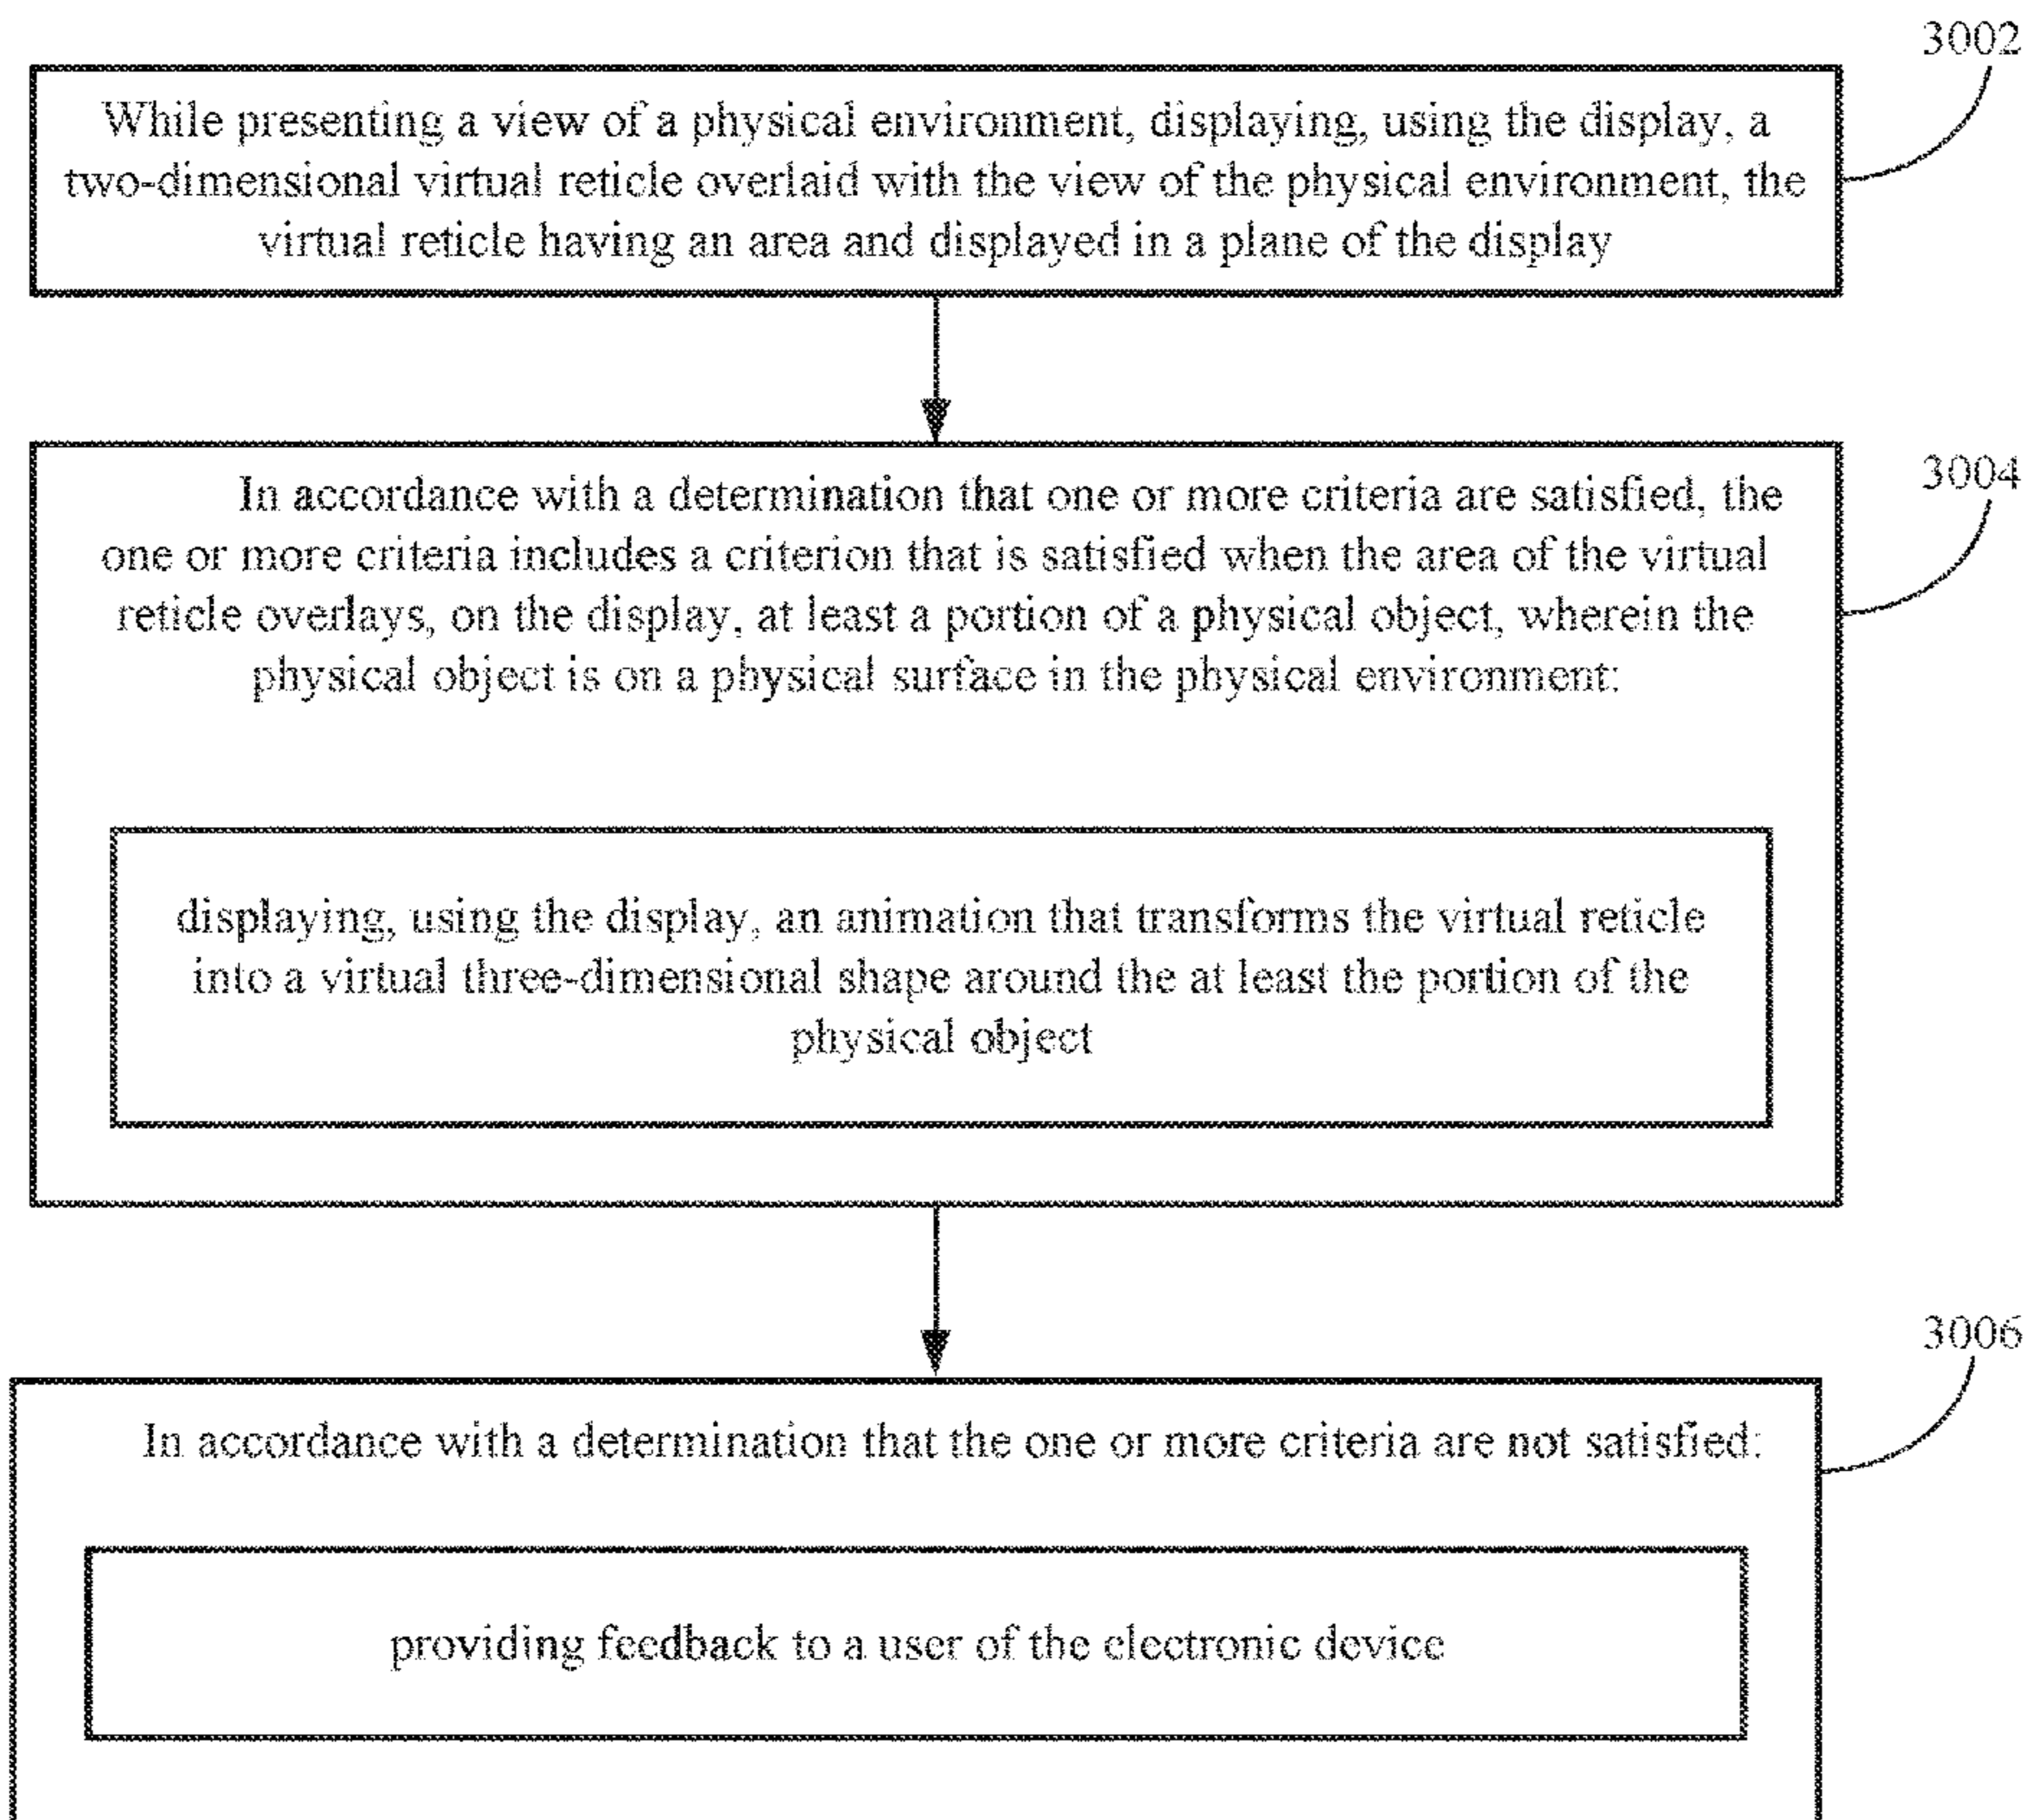 3002
While presenting a view of a physical environment, displaying, using the display, a
two-dimensional virtual reticle overlaid with the view of the physical environment, the
virtual reticle having an area and displayed in a plane of the display
3004
In accordance with a determination that one or more criteria are satisfied, the
one or more criteria includes a criterion that is satisfied when the area of the virtual
reticle overlays, on the display, at least a portion of a physical object, wherein the
physical object is on a physical surface in the physical environment:
displaying, using the display, an animation that transforms the virtual reticle
into a virtual three-dimensional shape around the at least the portion of the
physical object
3006
In accordance with a determination that the one or more criteria are not satisfied:
providing feedback to a user of the electronic device